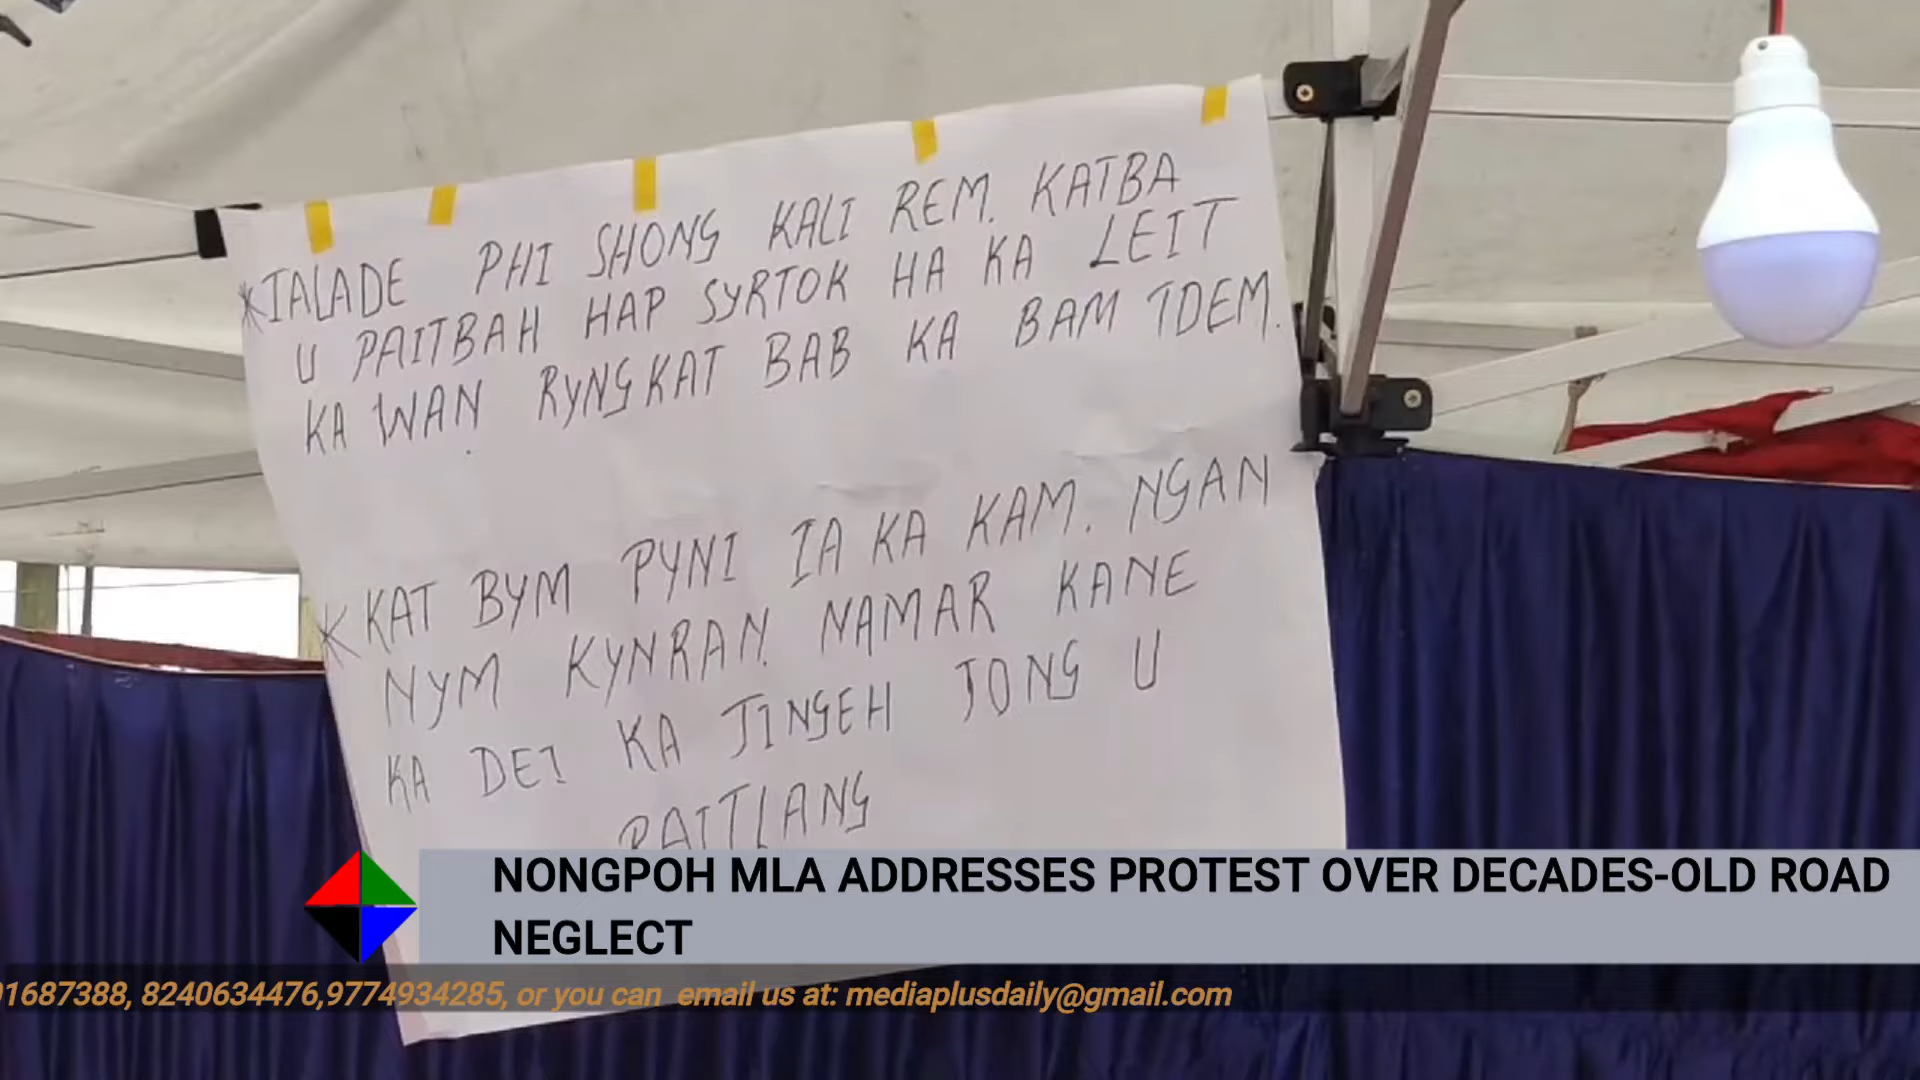 *IALADE PHI SHONG KALI REM. KATBA
U PAITBAH HAP SYRTOK HA KA LEIT
KA WAN RYNGKAT BAB KA BAM TDEM.
*KAT BYM PYNI IA KA KAM. NGAN
NYM KYNRAN. NAMAR KANE
KA DEI KA JINGEH JONG U
PAITLANG
NONGPOH MLA ADDRESSES PROTEST OVER DECADES-OLD ROAD
NEGLECT
91687388, 8240634476,9774934285, or you can email us at: mediaplusdaily@gmail.com